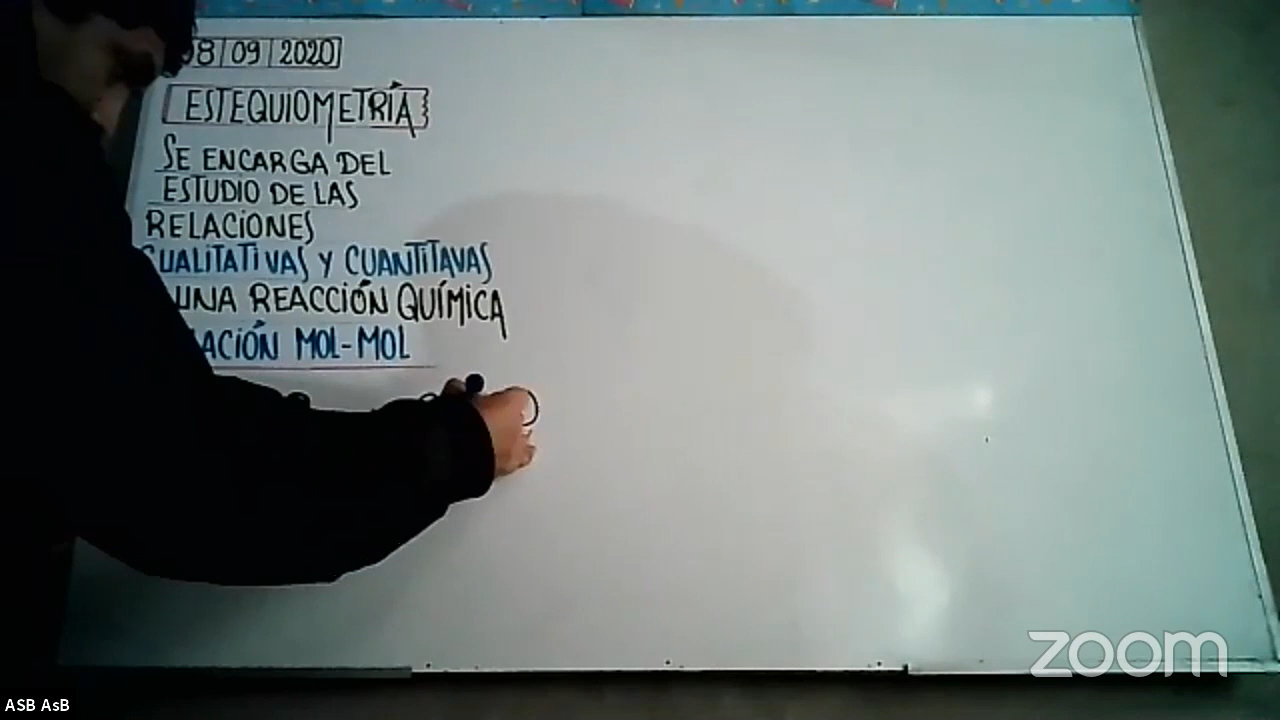 08|09|2020
ESTEQUIOMETRÍA
SE ENCARGA DEL
ESTUDIO DE LAS
RELACIONES
CUALITATIVAS Y CUANTITAVAS
UNA REACCIÓN QUÍMICA
ACIÓN MOL-MOL
zoom
ASB AsB